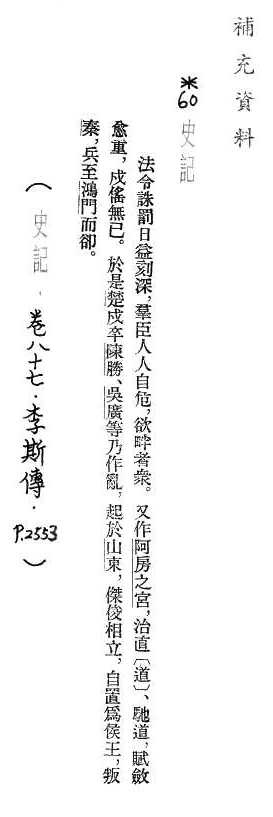 補充資料
*60 史記
法令誅罰日益刻深，羣臣人人自危，欲畔者衆。又作阿房之宮，治直〔道〕、馳道，賦斂
愈重，戍傜無已。於是楚戍卒陳勝、吳廣等乃作亂，起於山東，傑俊相立，自置爲侯王，叛
秦，兵至鴻門而卻。
（史記．卷八十七．李斯傳．P.2553）